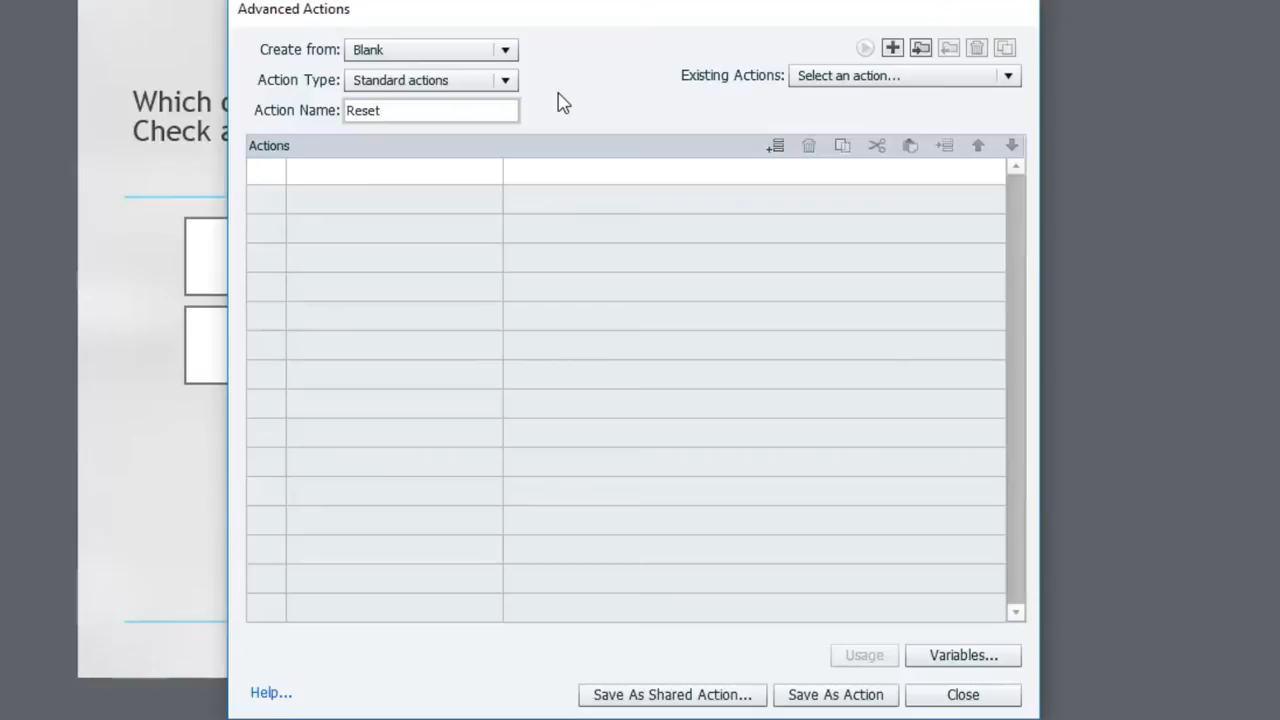 Advanced Actions
Create from: Blank
Action Type: Standard actions
Existing Actions: Select an action...
Action Name: Reset
Which
Check
Actions
Usage
Variables...
Help...
Save As Shared Action...
Save As Action
Close